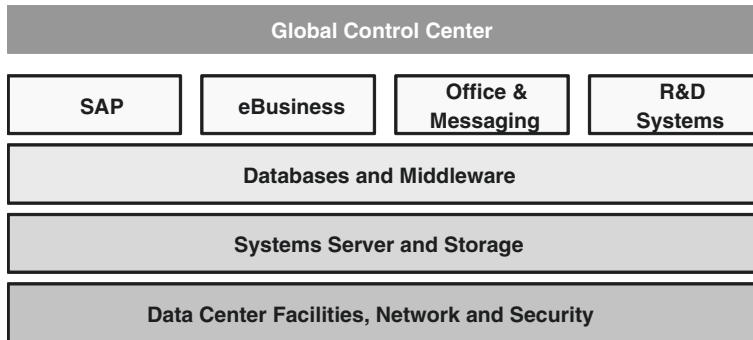 Global Control Center
SAP
eBusiness
Office &
Messaging
R&D
Systems
Databases and Middleware
Systems Server and Storage
Data Center Facilities, Network and Security